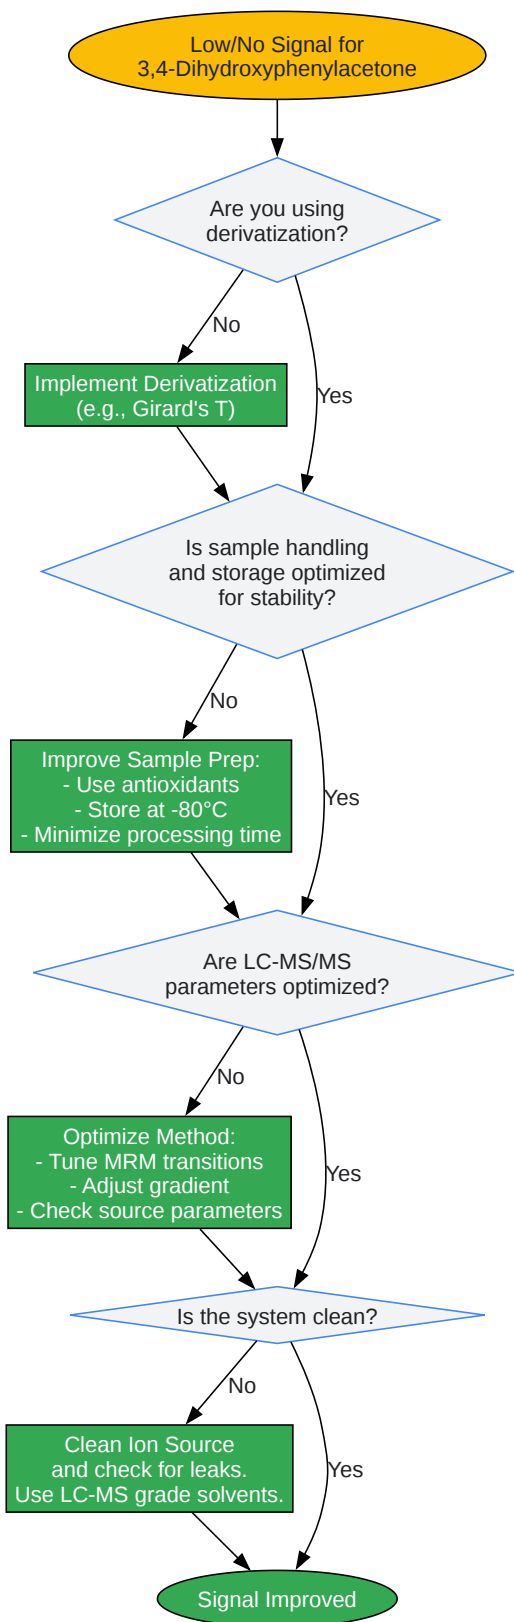 Low/No Signal for
3,4-Dihydroxyphenylacetone
Are you using
derivatization?
No
Yes
Implement Derivatization
(e.g., Girard's T)
Is sample handling
and storage optimized
for stability?
No
Yes
Improve Sample Prep:
- Use antioxidants
- Store at -80°C
- Minimize processing time
Are LC-MS/MS
parameters optimized?
No
Yes
Optimize Method:
- Tune MRM transitions
- Adjust gradient
- Check source parameters
Is the system clean?
No
Yes
Clean Ion Source
and check for leaks.
Use LC-MS grade solvents.
Signal Improved